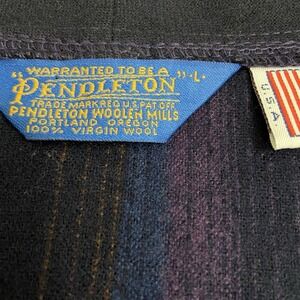 WARRANTED TO BE A
"PENDLETON" -L-
TRADE MARK REG. U.S. PAT. OFF.
PENDLETON WOOLEN MILLS
PORTLAND, OREGON
100% VIRGIN WOOL
U.S.A.